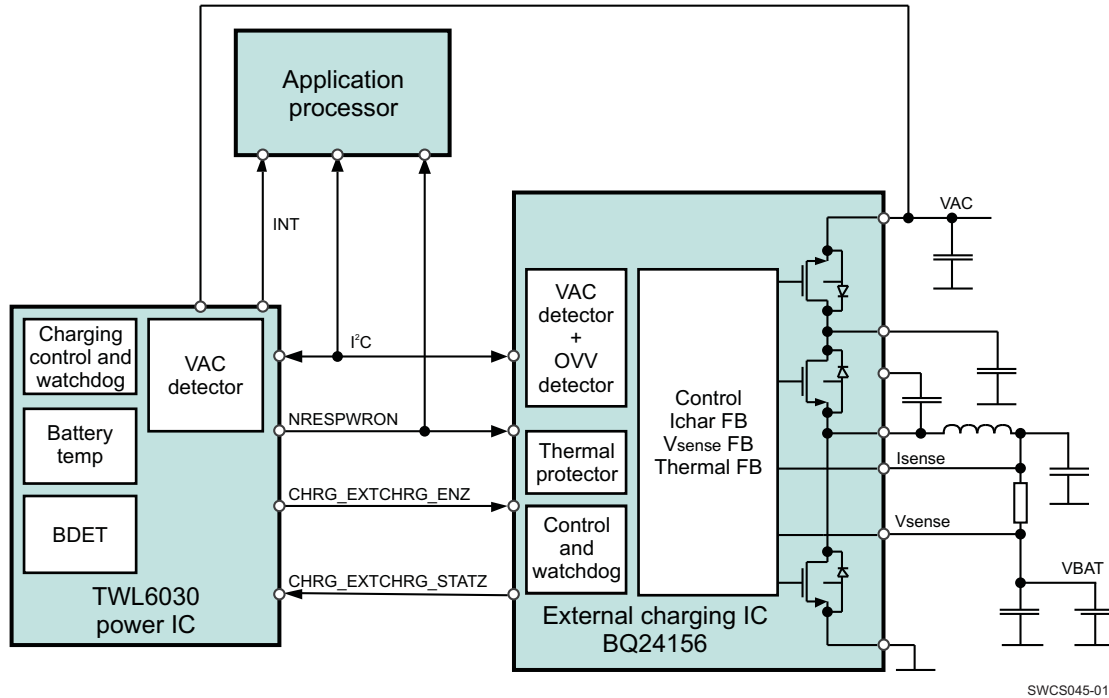 Application
processor
INT
VAC
Charging
control and
watchdog
VAC
detector
Battery
temp
BDET
TWL6030
power IC
I²C
NRESPWRON
CHRG_EXTCHRG_ENZ
CHRG_EXTCHRG_STATZ
VAC
detector
+
OVV
detector
Thermal
protector
Control
and
watchdog
Control
Ichar FB
Vsense FB
Thermal FB
External charging IC
BQ24156
Isense
Vsense
VBAT
SWCS045-01